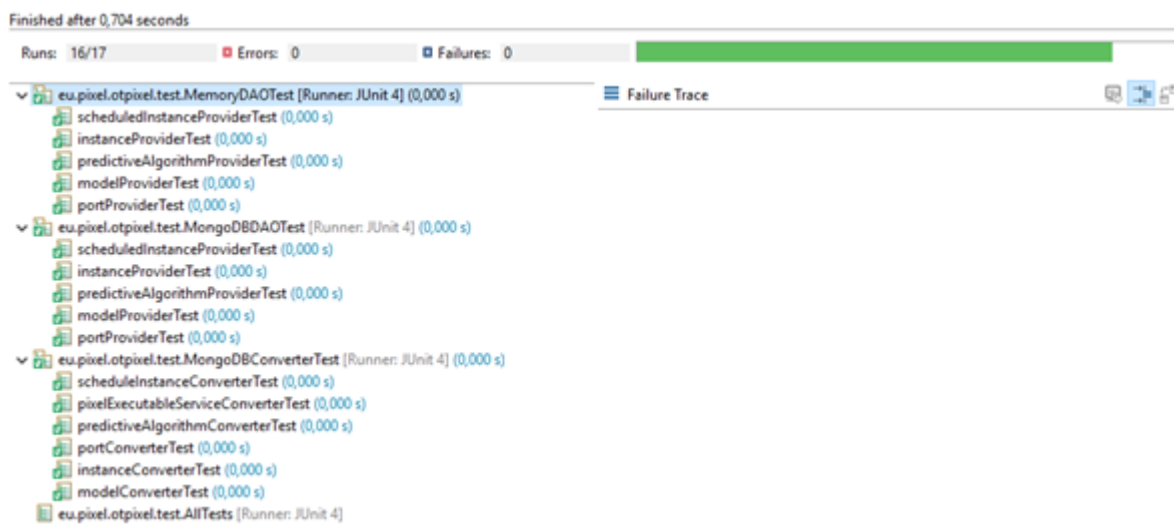 Finished after 0,704 seconds
Runs: 16/17 Errors: 0 Failures: 0
eu.pixel.otpixel.test.MemoryDAOTest [Runner: JUnit 4] (0,000 s)
Failure Trace
scheduledInstanceProviderTest (0,000 s)
instanceProviderTest (0,000 s)
predictiveAlgorithmProviderTest (0,000 s)
modelProviderTest (0,000 s)
portProviderTest (0,000 s)
eu.pixel.otpixel.test.MongoDBDAOTest [Runner: JUnit 4] (0,000 s)
scheduledInstanceProviderTest (0,000 s)
instanceProviderTest (0,000 s)
predictiveAlgorithmProviderTest (0,000 s)
modelProviderTest (0,000 s)
portProviderTest (0,000 s)
eu.pixel.otpixel.test.MongoDBConverterTest [Runner: JUnit 4] (0,000 s)
scheduleInstanceConverterTest (0,000 s)
pixelExecutableServiceConverterTest (0,000 s)
predictiveAlgorithmConverterTest (0,000 s)
portConverterTest (0,000 s)
instanceConverterTest (0,000 s)
modelConverterTest (0,000 s)
eu.pixel.otpixel.test.AllTests [Runner: JUnit 4]